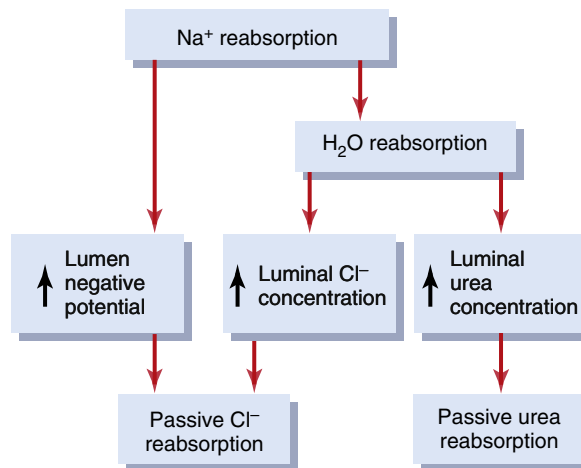 Na⁺ reabsorption
H₂O reabsorption
Lumen
negative
potential
Luminal Cl⁻
concentration
Luminal
urea
concentration
Passive Cl⁻
reabsorption
Passive urea
reabsorption